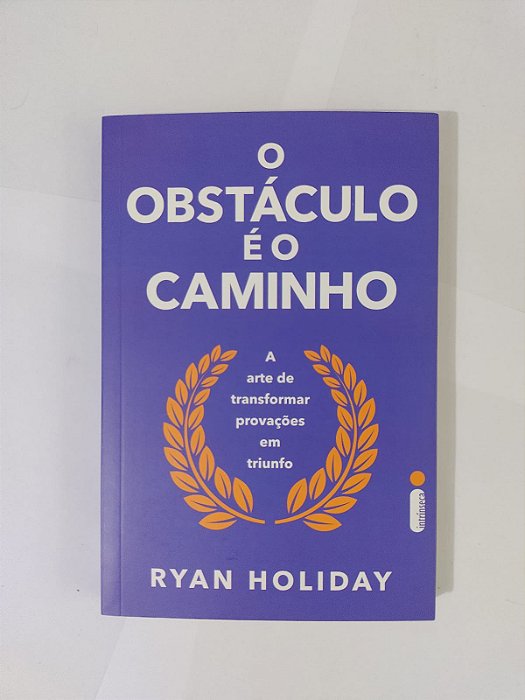 O
OBSTÁCULO
É O
CAMINHO
A
arte de
transformar
provações
em
triunfo
intrínseca
RYAN HOLIDAY